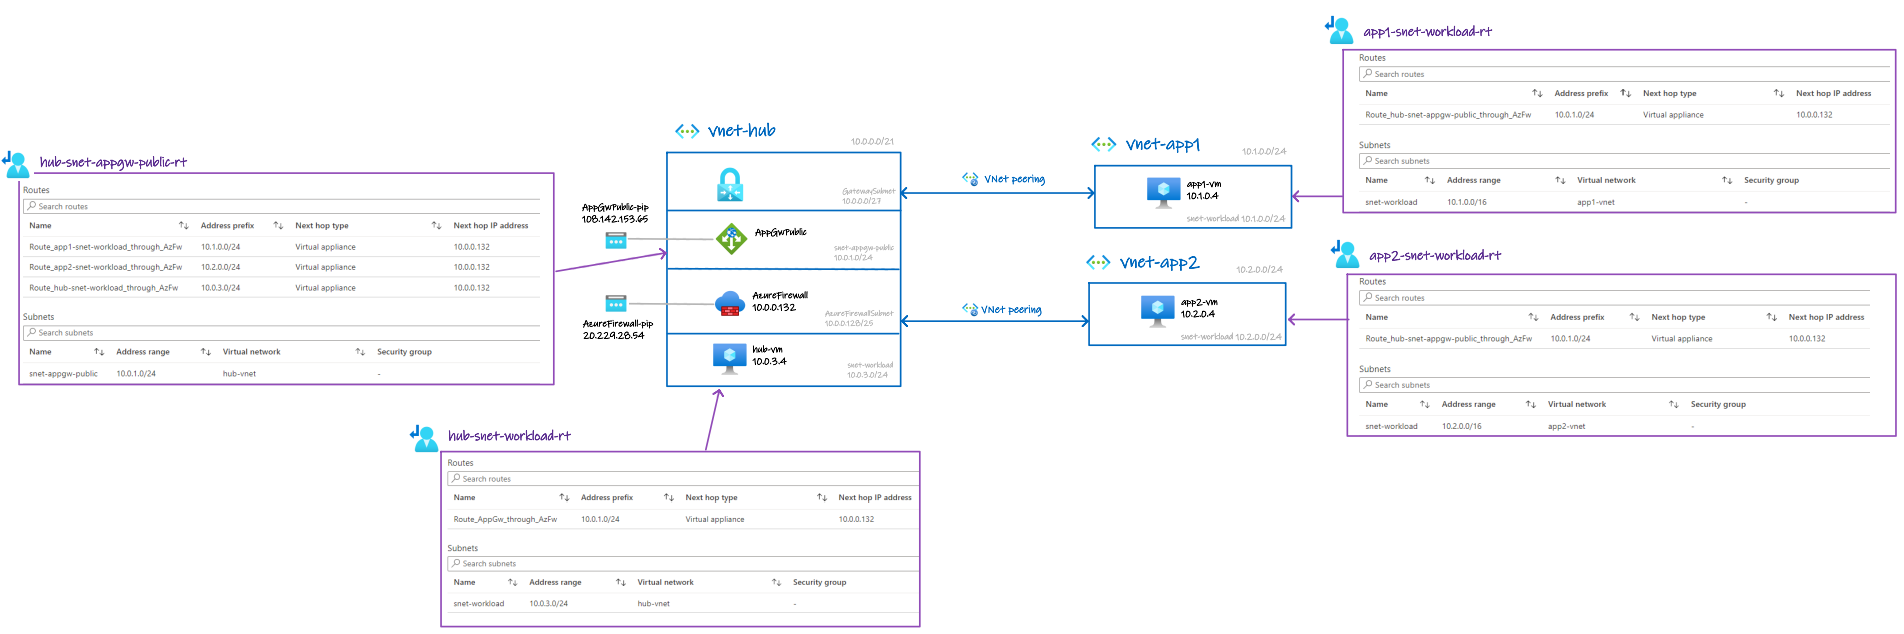 hub-snet-appgw-public-rt
Routes
Search routes
Name Address prefix Next hop type Next hop IP address
Route_app1-snet-workload_through_AzFw 10.1.0.0/24 Virtual appliance 10.0.0.132
Route_app2-snet-workload_through_AzFw 10.2.0.0/24 Virtual appliance 10.0.0.132
Route_hub-snet-workload_through_AzFw 10.0.3.0/24 Virtual appliance 10.0.0.132
Subnets
Search subnets
Name Address range Virtual network Security group
snet-appgw-public 10.0.1.0/24 hub-vnet -
vnet-hub
10.0.0.0/21
GatewaySubnet
10.0.0.0/27
AppGwPublic-pip
108.142.153.65
AppGwPublic
snet-appgw-public
10.0.1.0/24
AzureFirewall-pip
20.229.28.54
AzureFirewall
10.0.0.132
AzureFirewallSubnet
10.0.0.128/25
hub-vm
10.0.3.4
snet-workload
10.0.3.0/24
VNet peering
VNet peering
vnet-app1
10.1.0.0/24
app1-vm
10.1.0.4
snet-workload 10.1.0.0/24
vnet-app2
10.2.0.0/24
app2-vm
10.2.0.4
snet-workload 10.2.0.0/24
app1-snet-workload-rt
Routes
Search routes
Name Address prefix Next hop type Next hop IP address
Route_hub-snet-appgw-public_through_AzFw 10.0.1.0/24 Virtual appliance 10.0.0.132
Subnets
Search subnets
Name Address range Virtual network Security group
snet-workload 10.1.0.0/16 app1-vnet -
app2-snet-workload-rt
Routes
Search routes
Name Address prefix Next hop type Next hop IP address
Route_hub-snet-appgw-public_through_AzFw 10.0.1.0/24 Virtual appliance 10.0.0.132
Subnets
Search subnets
Name Address range Virtual network Security group
snet-workload 10.2.0.0/16 app2-vnet -
hub-snet-workload-rt
Routes
Search routes
Name Address prefix Next hop type Next hop IP address
Route_AppGw_through_AzFw 10.0.1.0/24 Virtual appliance 10.0.0.132
Subnets
Search subnets
Name Address range Virtual network Security group
snet-workload 10.0.3.0/24 hub-vnet -